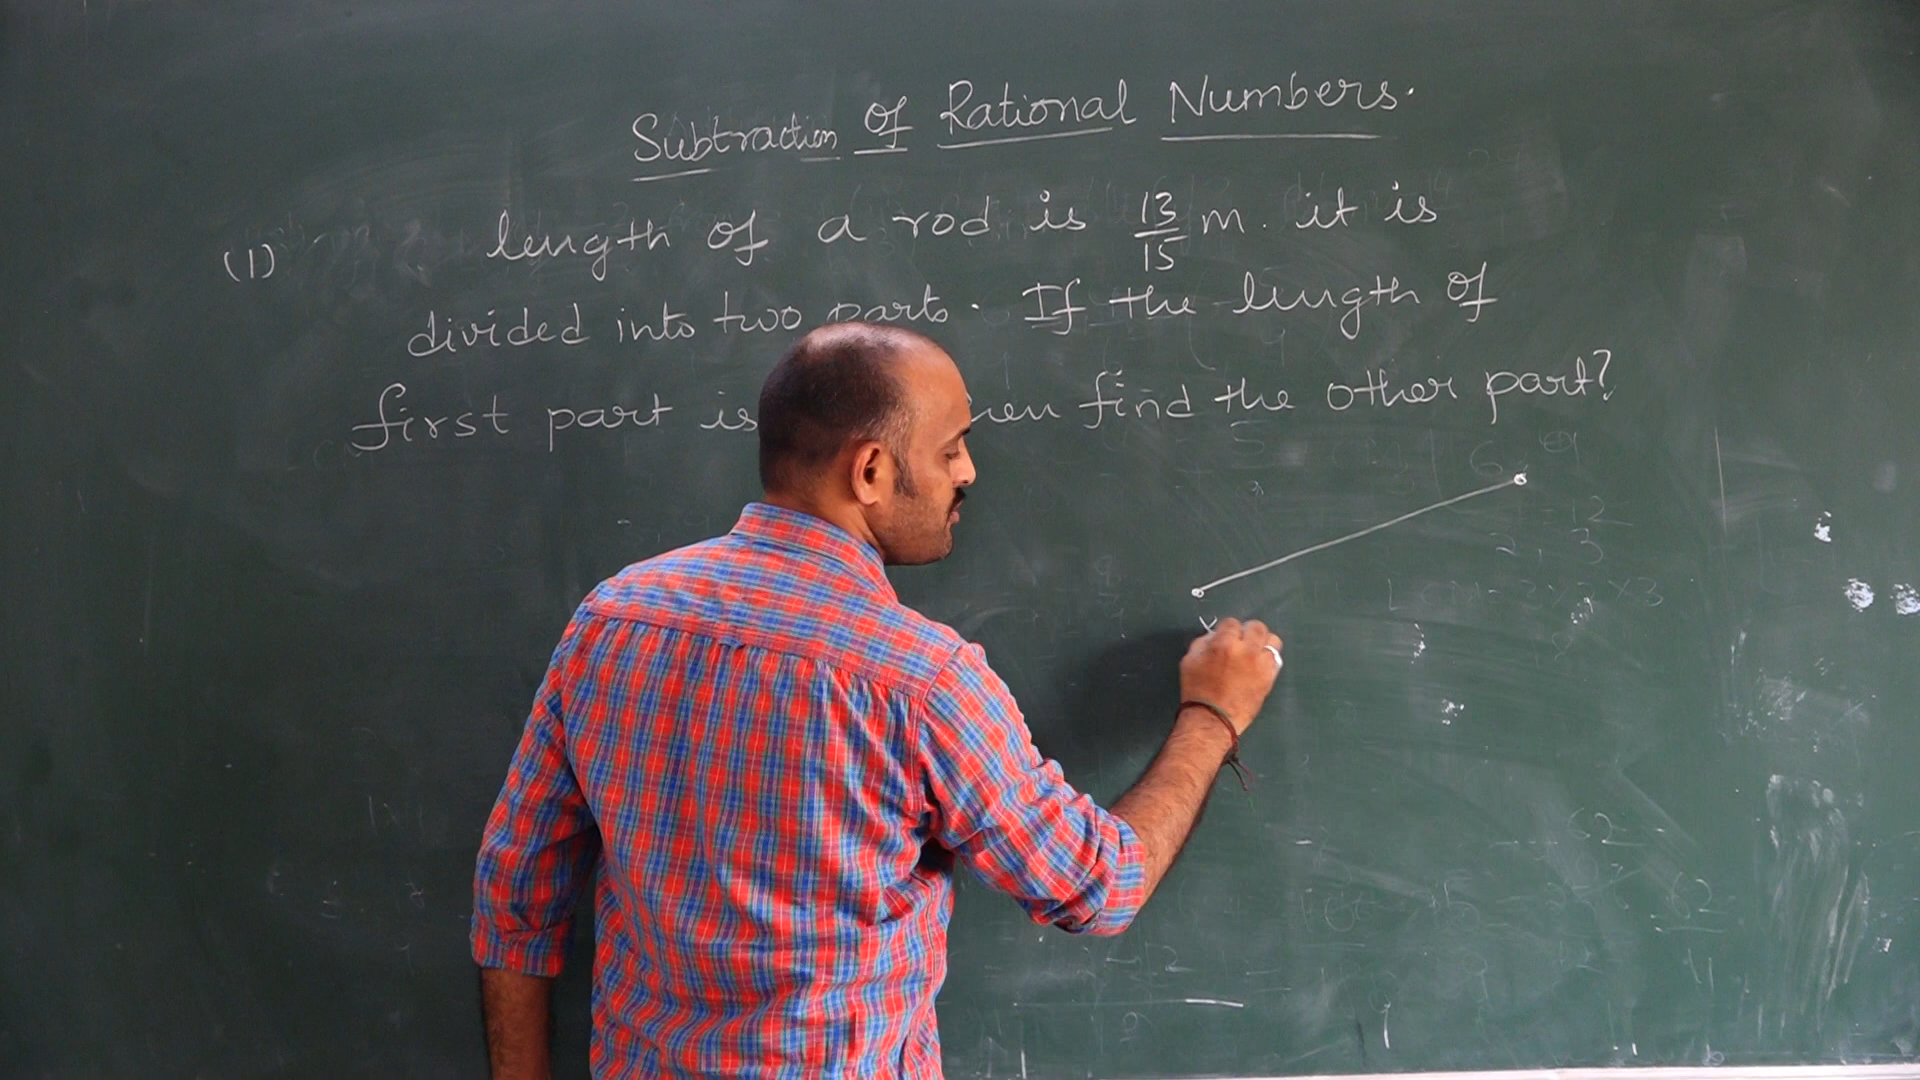 Subtraction of Rational Numbers.
(1) length of a rod is 13/15 m. it is
divided into two parts. If the length of
first part is find the other part?